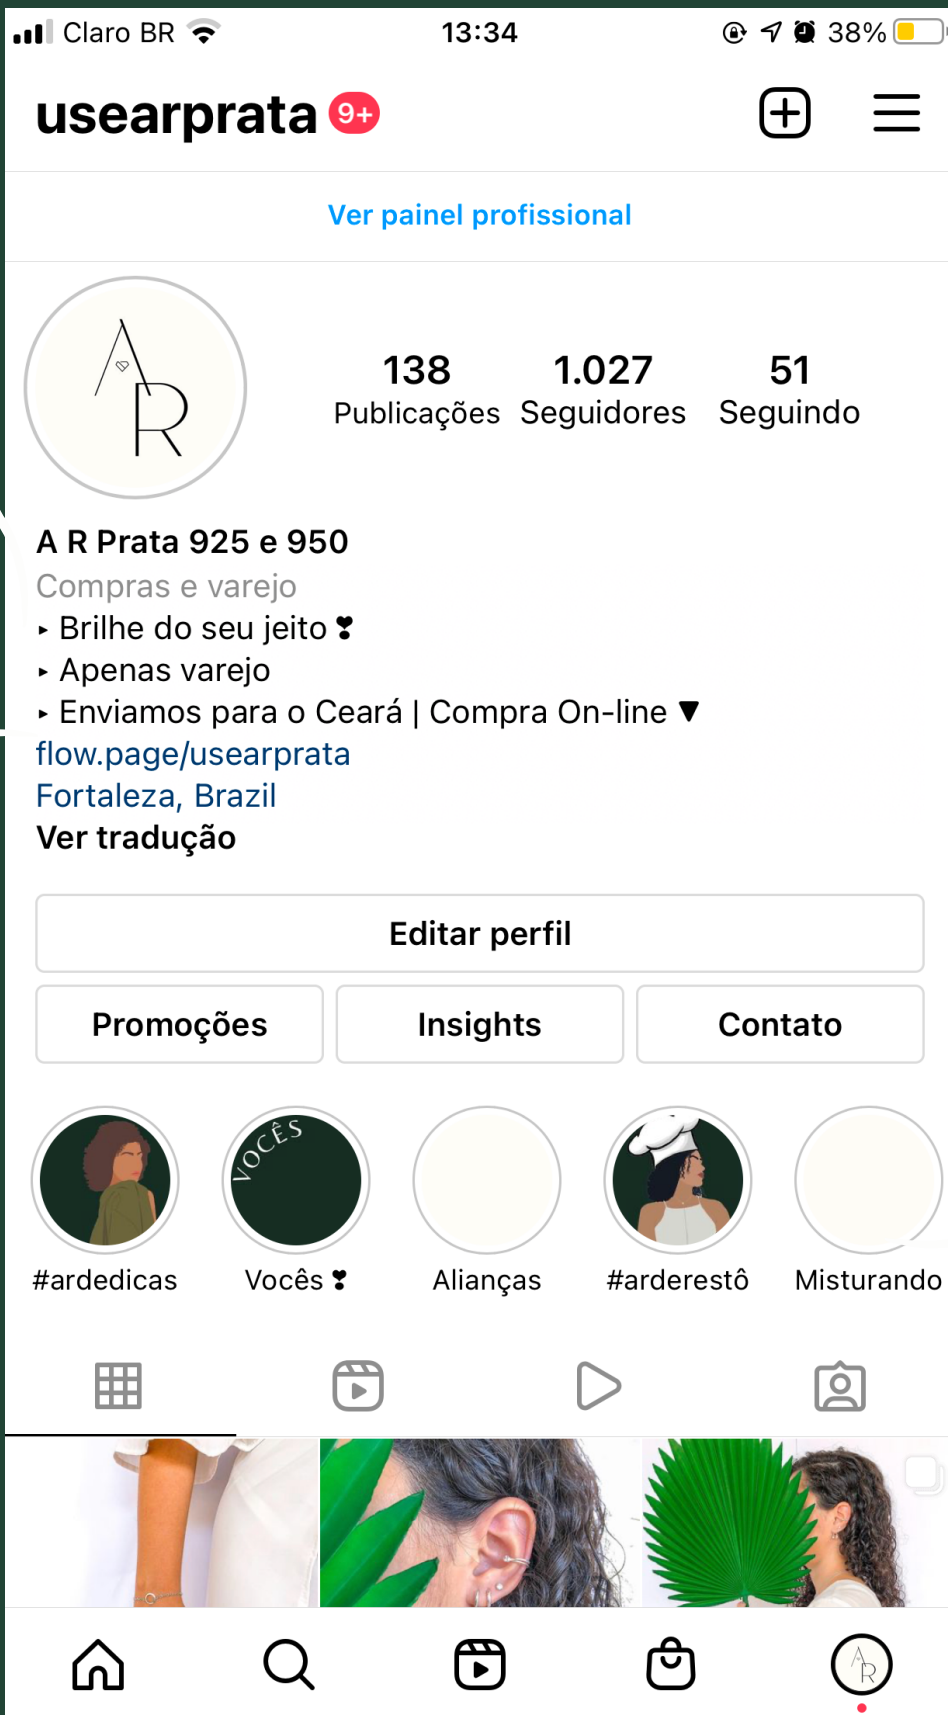 Claro BR 13:34 38%
usearprata 9+
Ver painel profissional
A
R
138 1.027 51
Publicações Seguidores Seguindo
A R Prata 925 e 950
Compras e varejo
‣ Brilhe do seu jeito ❣
‣ Apenas varejo
‣ Enviamos para o Ceará | Compra On-line ▼
flow.page/usearprata
Fortaleza, Brazil
Ver tradução
Editar perfil
Promoções Insights Contato
VOCÊS
#ardedicas Vocês ❣ Alianças #arderestô Misturando
A
R